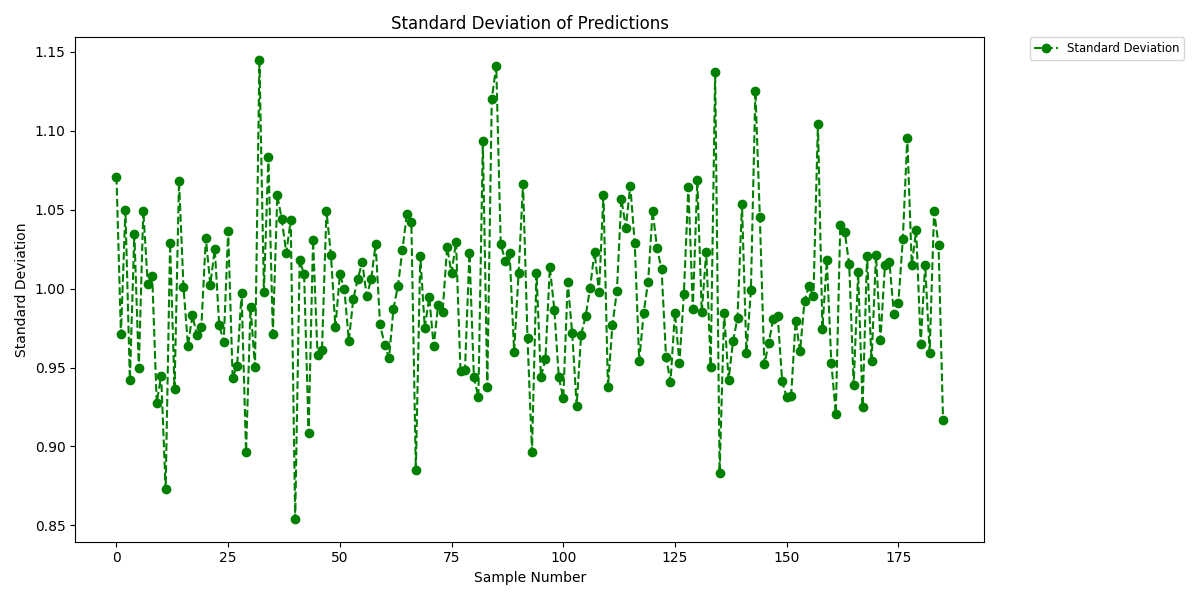 Standard Deviation of Predictions
Standard Deviation
1.15
1.10
1.05
1.00
0.95
0.90
0.85
Standard Deviation
0 25 50 75 100 125 150 175
Sample Number